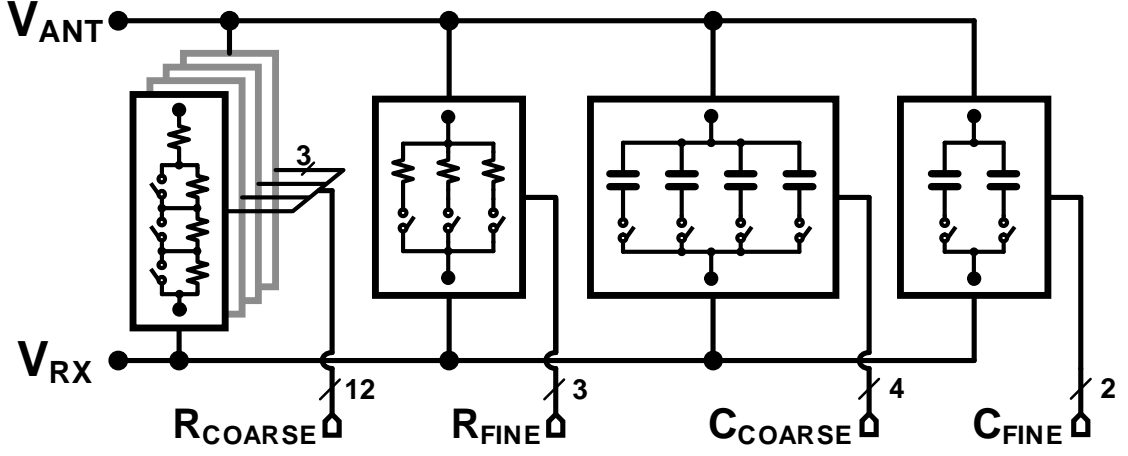 VANT
3
VRX
12
3
4
2
RCOARSE
RFINE
CCOARSE
CFINE